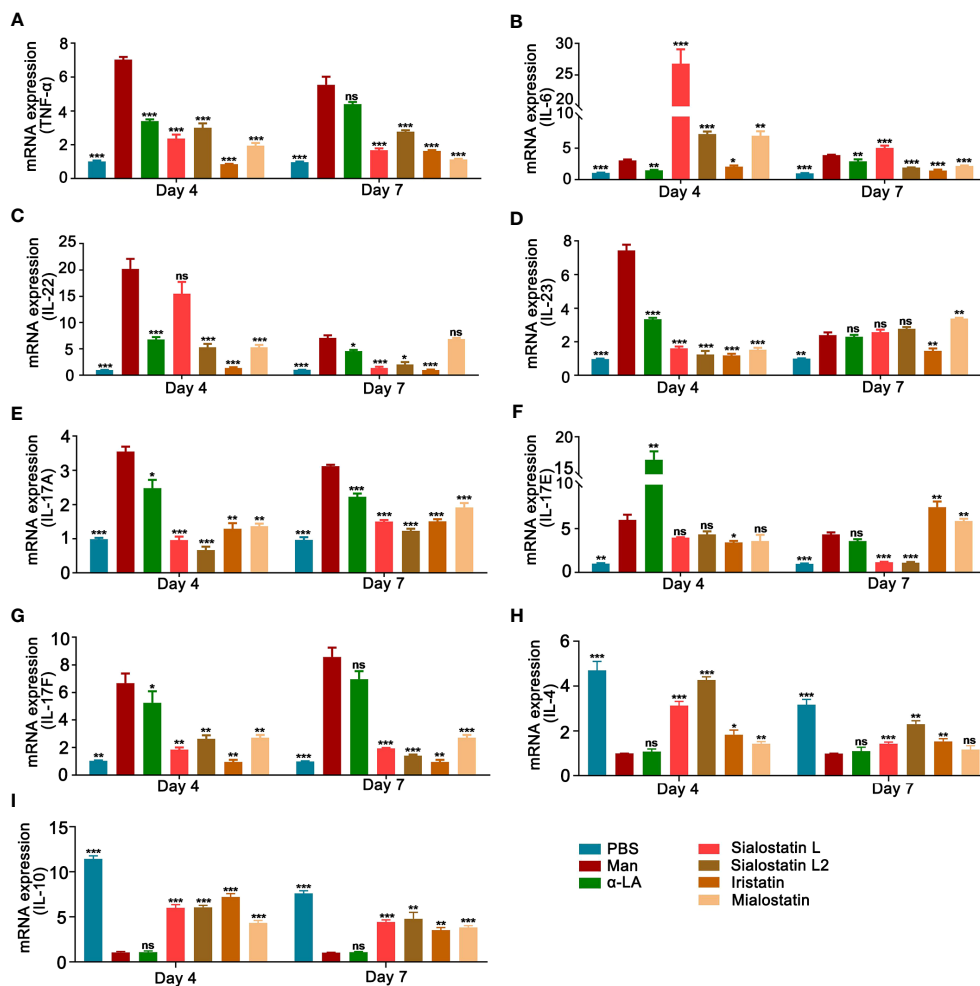 A
mRNA expression
(TNF-α)
8
6
4
2
0
*** *** *** *** *** ***
*** ns *** *** *** ***
Day 4 Day 7
B
mRNA expression
(IL-6)
30
25
20
10
5
0
*** ** *** *** * **
*** ** *** *** *** ***
Day 4 Day 7
C
mRNA expression
(IL-22)
25
20
15
10
5
0
*** *** ns *** *** ***
*** * *** * *** ns
Day 4 Day 7
D
mRNA expression
(IL-23)
8
6
4
2
0
*** *** *** *** *** ***
** ns ns ns ** **
Day 4 Day 7
E
mRNA expression
(IL-17A)
4
3
2
1
0
*** * *** *** ** **
*** *** *** *** *** ***
Day 4 Day 7
F
mRNA expression
(IL-17E)
20
15
10
5
0
** ** ns ns * ns
*** ns *** *** ** **
Day 4 Day 7
G
mRNA expression
(IL-17F)
10
8
6
4
2
0
** * ** ** ** **
*** ns *** *** ** ***
Day 4 Day 7
H
mRNA expression
(IL-4)
6
4
2
0
*** ns *** *** * **
*** ns *** ** ** ns
Day 4 Day 7
I
mRNA expression
(IL-10)
15
10
5
0
*** ns *** *** *** ***
*** ns *** ** ** ***
Day 4 Day 7
PBS
Man
α-LA
Sialostatin L
Sialostatin L2
Iristatin
Mialostatin